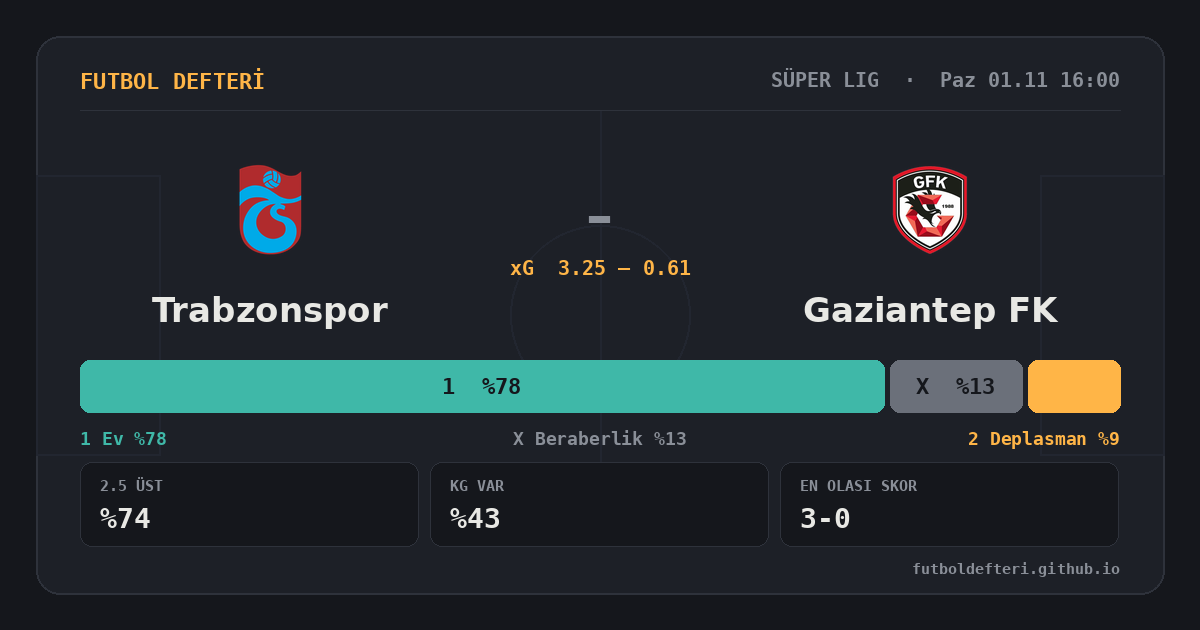 FUTBOL DEFTERİ
SÜPER LIG · Paz 01.11 16:00
GFK
1988
-
xG 3.25 — 0.61
Trabzonspor
Gaziantep FK
1 %78
X %13
1 Ev %78
X Beraberlik %13
2 Deplasman %9
2.5 ÜST
%74
KG VAR
%43
EN OLASI SKOR
3-0
futboldefteri.github.io